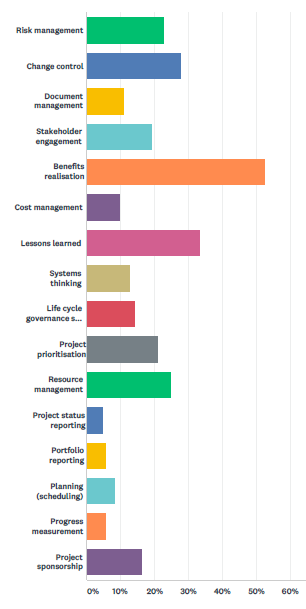 Risk management
Change control
Document
management
Stakeholder
engagement
Benefits
realisation
Cost management
Lessons learned
Systems
thinking
Life cycle
governance s...
Project
prioritisation
Resource
management
Project status
reporting
Portfolio
reporting
Planning
(scheduling)
Progress
measurement
Project
sponsorship
0% 10% 20% 30% 40% 50% 60%